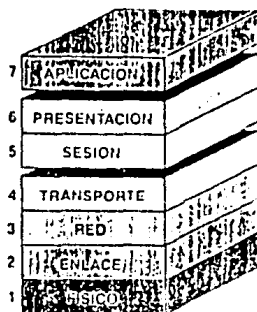 7 APLICACION
6 PRESENTACION
5 SESION
4 TRANSPORTE
3 RED
2 ENLACE
1 FISICO